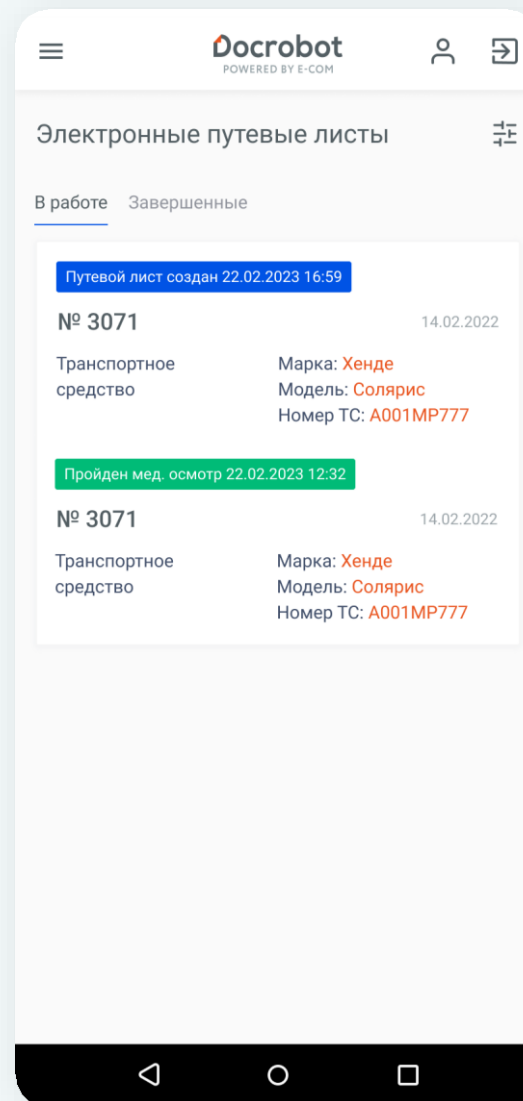 Docrobot
POWERED BY E-COM
Электронные путевые листы
В работе Завершенные
Путевой лист создан 22.02.2023 16:59
№ 3071 14.02.2022
Транспортное средство
Марка: Хенде
Модель: Солярис
Номер ТС: А001МР777
Пройден мед. осмотр 22.02.2023 12:32
№ 3071 14.02.2022
Транспортное средство
Марка: Хенде
Модель: Солярис
Номер ТС: А001МР777